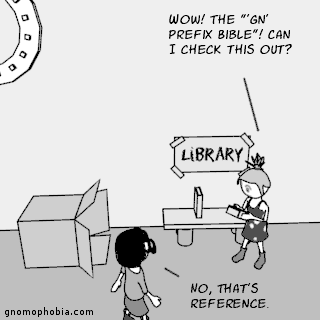 WOW! THE "'GN'
PREFIX BIBLE"! CAN
I CHECK THIS OUT?
LiBRARY
NO, THAT'S
REFERENCE.
gnomophobia.com